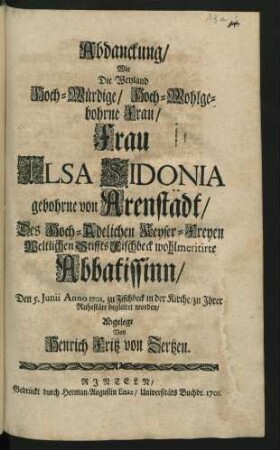 Abdanckung/
Wie
Die Weyland
Hoch-Würdige/ Hoch-Wohlge-
bohrne Frau/
Frau
ILSA SIDONIA
gebohrne von Arenstädt/
Des Hoch-Adelichen Keyser-Freyen
Weltlichen Stiffts Fischbeck wohlmeritirte
Abbatissinn/
Den 5. Junii Anno 1701. zu Fischbeck in der Kirche/zu Ihrer
Ruhestäte begleitet worden/
Abgelegt
Von
Henrich Fritz von Oertzen.
RINTELN/
Gedruckt durch Herman-Augustin Enax/ Universitäts Buchdr. 1701.